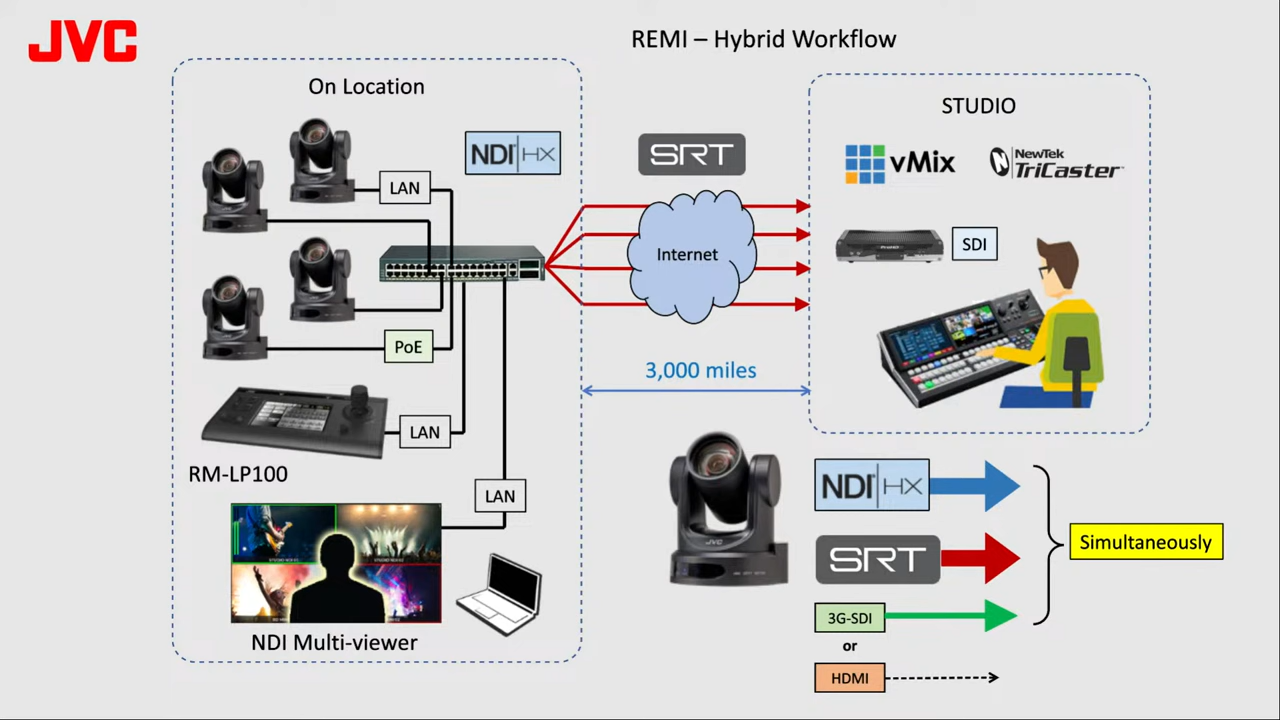 JVC
REMI – Hybrid Workflow
On Location
NDI|HX
LAN
PoE
LAN
RM-LP100
LAN
NDI Multi-viewer
SRT
Internet
3,000 miles
STUDIO
vMix
NewTek
TriCaster
SDI
JVC
NDI|HX
SRT
3G-SDI
or
HDMI
Simultaneously